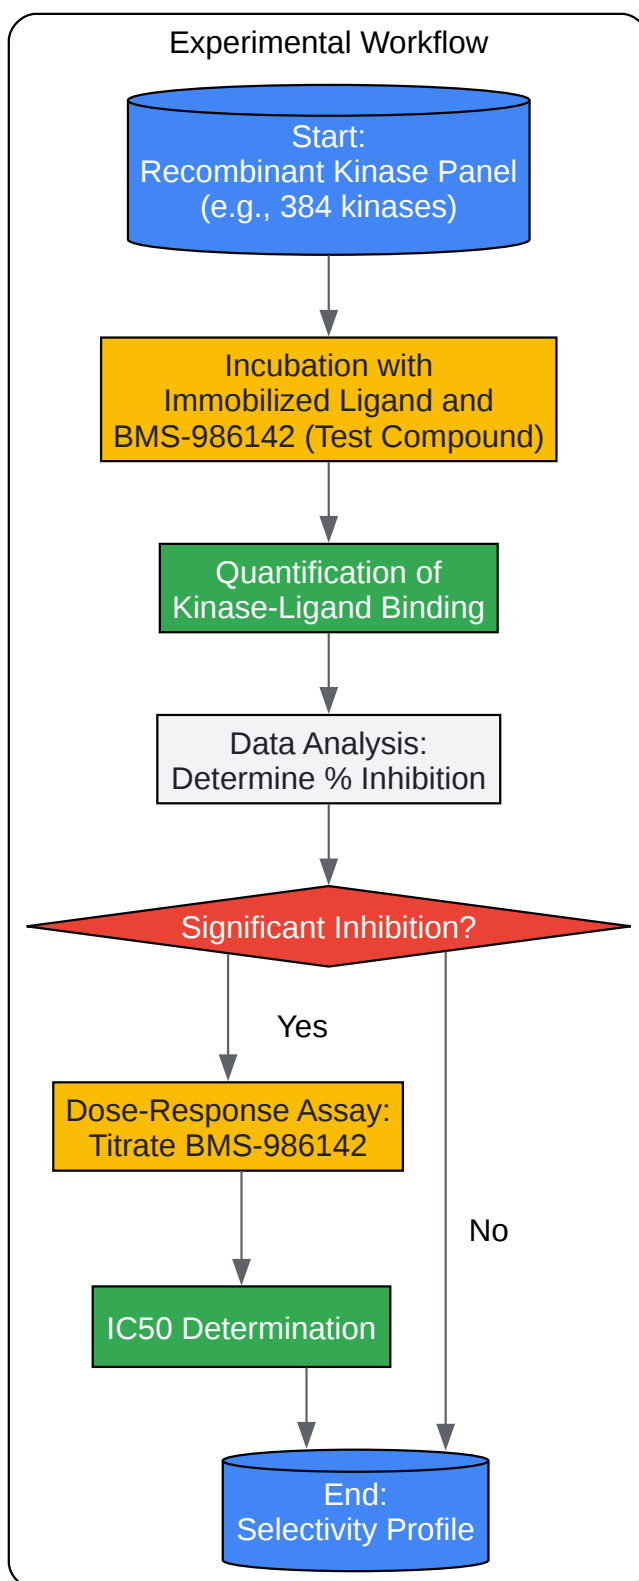 Experimental Workflow
Start:
Recombinant Kinase Panel
(e.g., 384 kinases)
Incubation with
Immobilized Ligand and
BMS-986142 (Test Compound)
Quantification of
Kinase-Ligand Binding
Data Analysis:
Determine % Inhibition
Significant Inhibition?
Yes
Dose-Response Assay:
Titrate BMS-986142
No
IC50 Determination
End:
Selectivity Profile